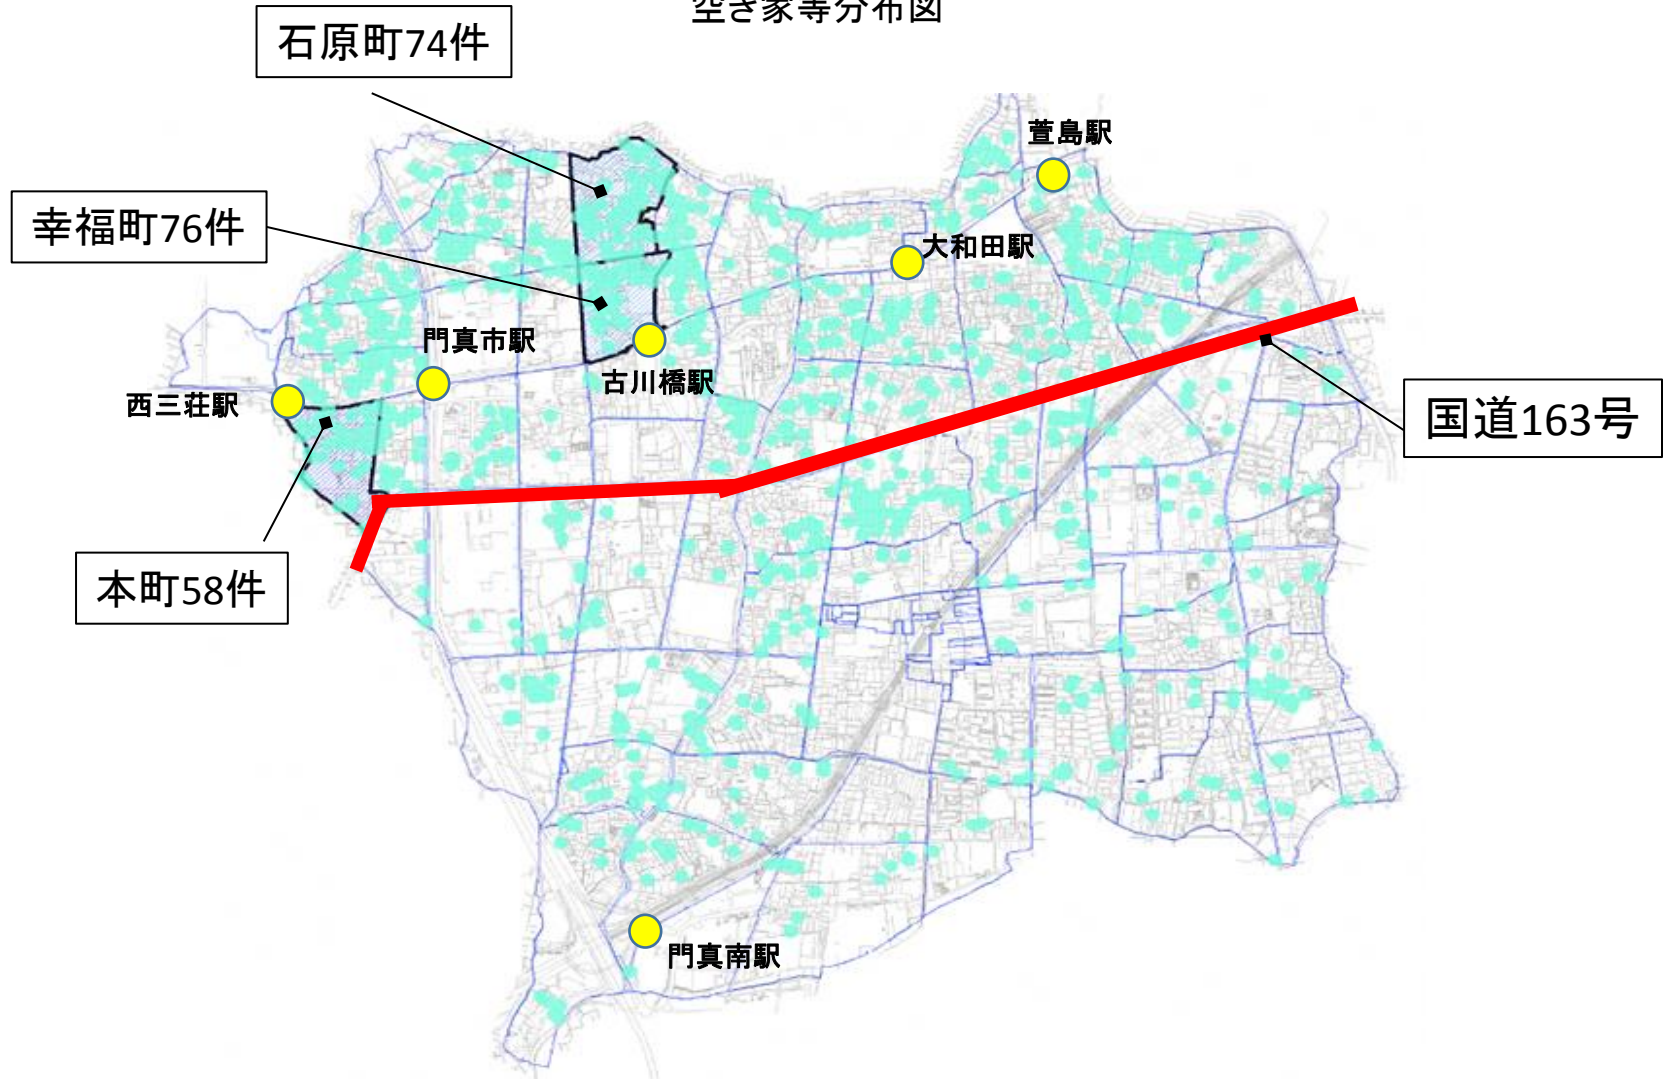 空き家等分布図
石原町74件
萱島駅
幸福町76件
大和田駅
門真市駅
古川橋駅
西三荘駅
国道163号
本町58件
門真南駅